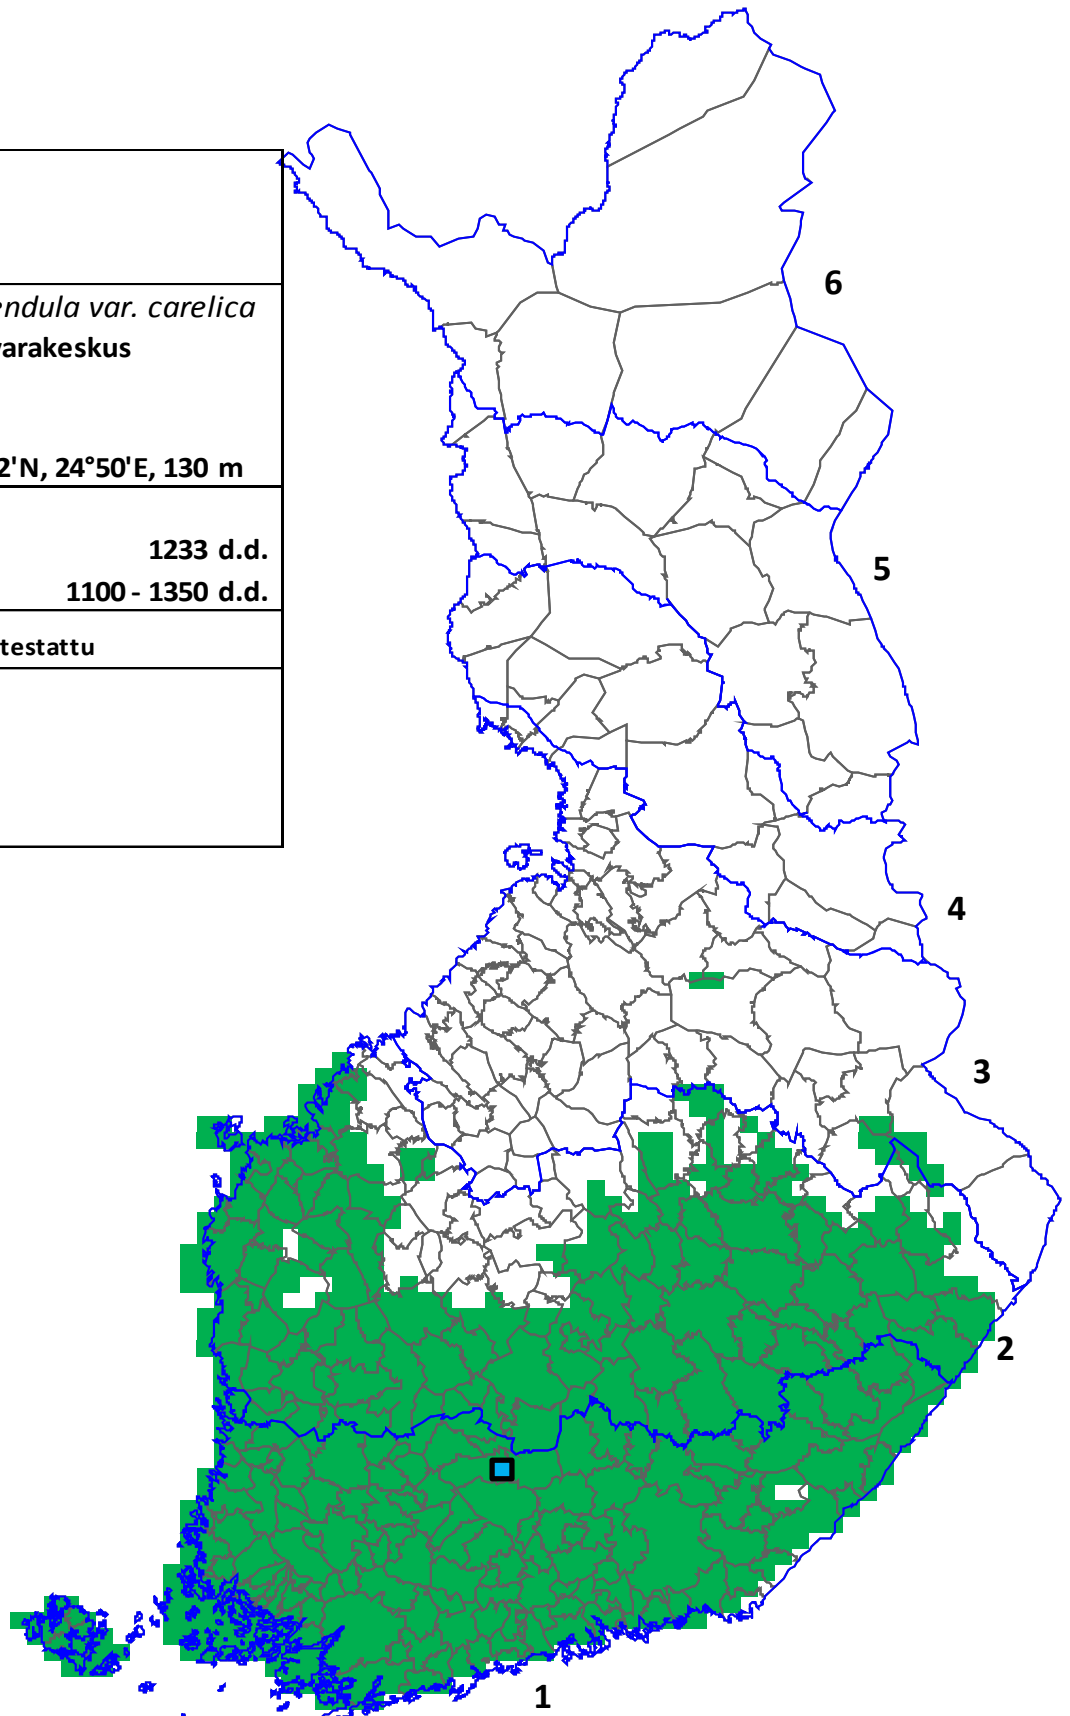 endula var. carelica
varakeskus
2'N, 24°50'E, 130 m
1233 d.d.
1100 - 1350 d.d.
testattu
6
5
4
3
2
1